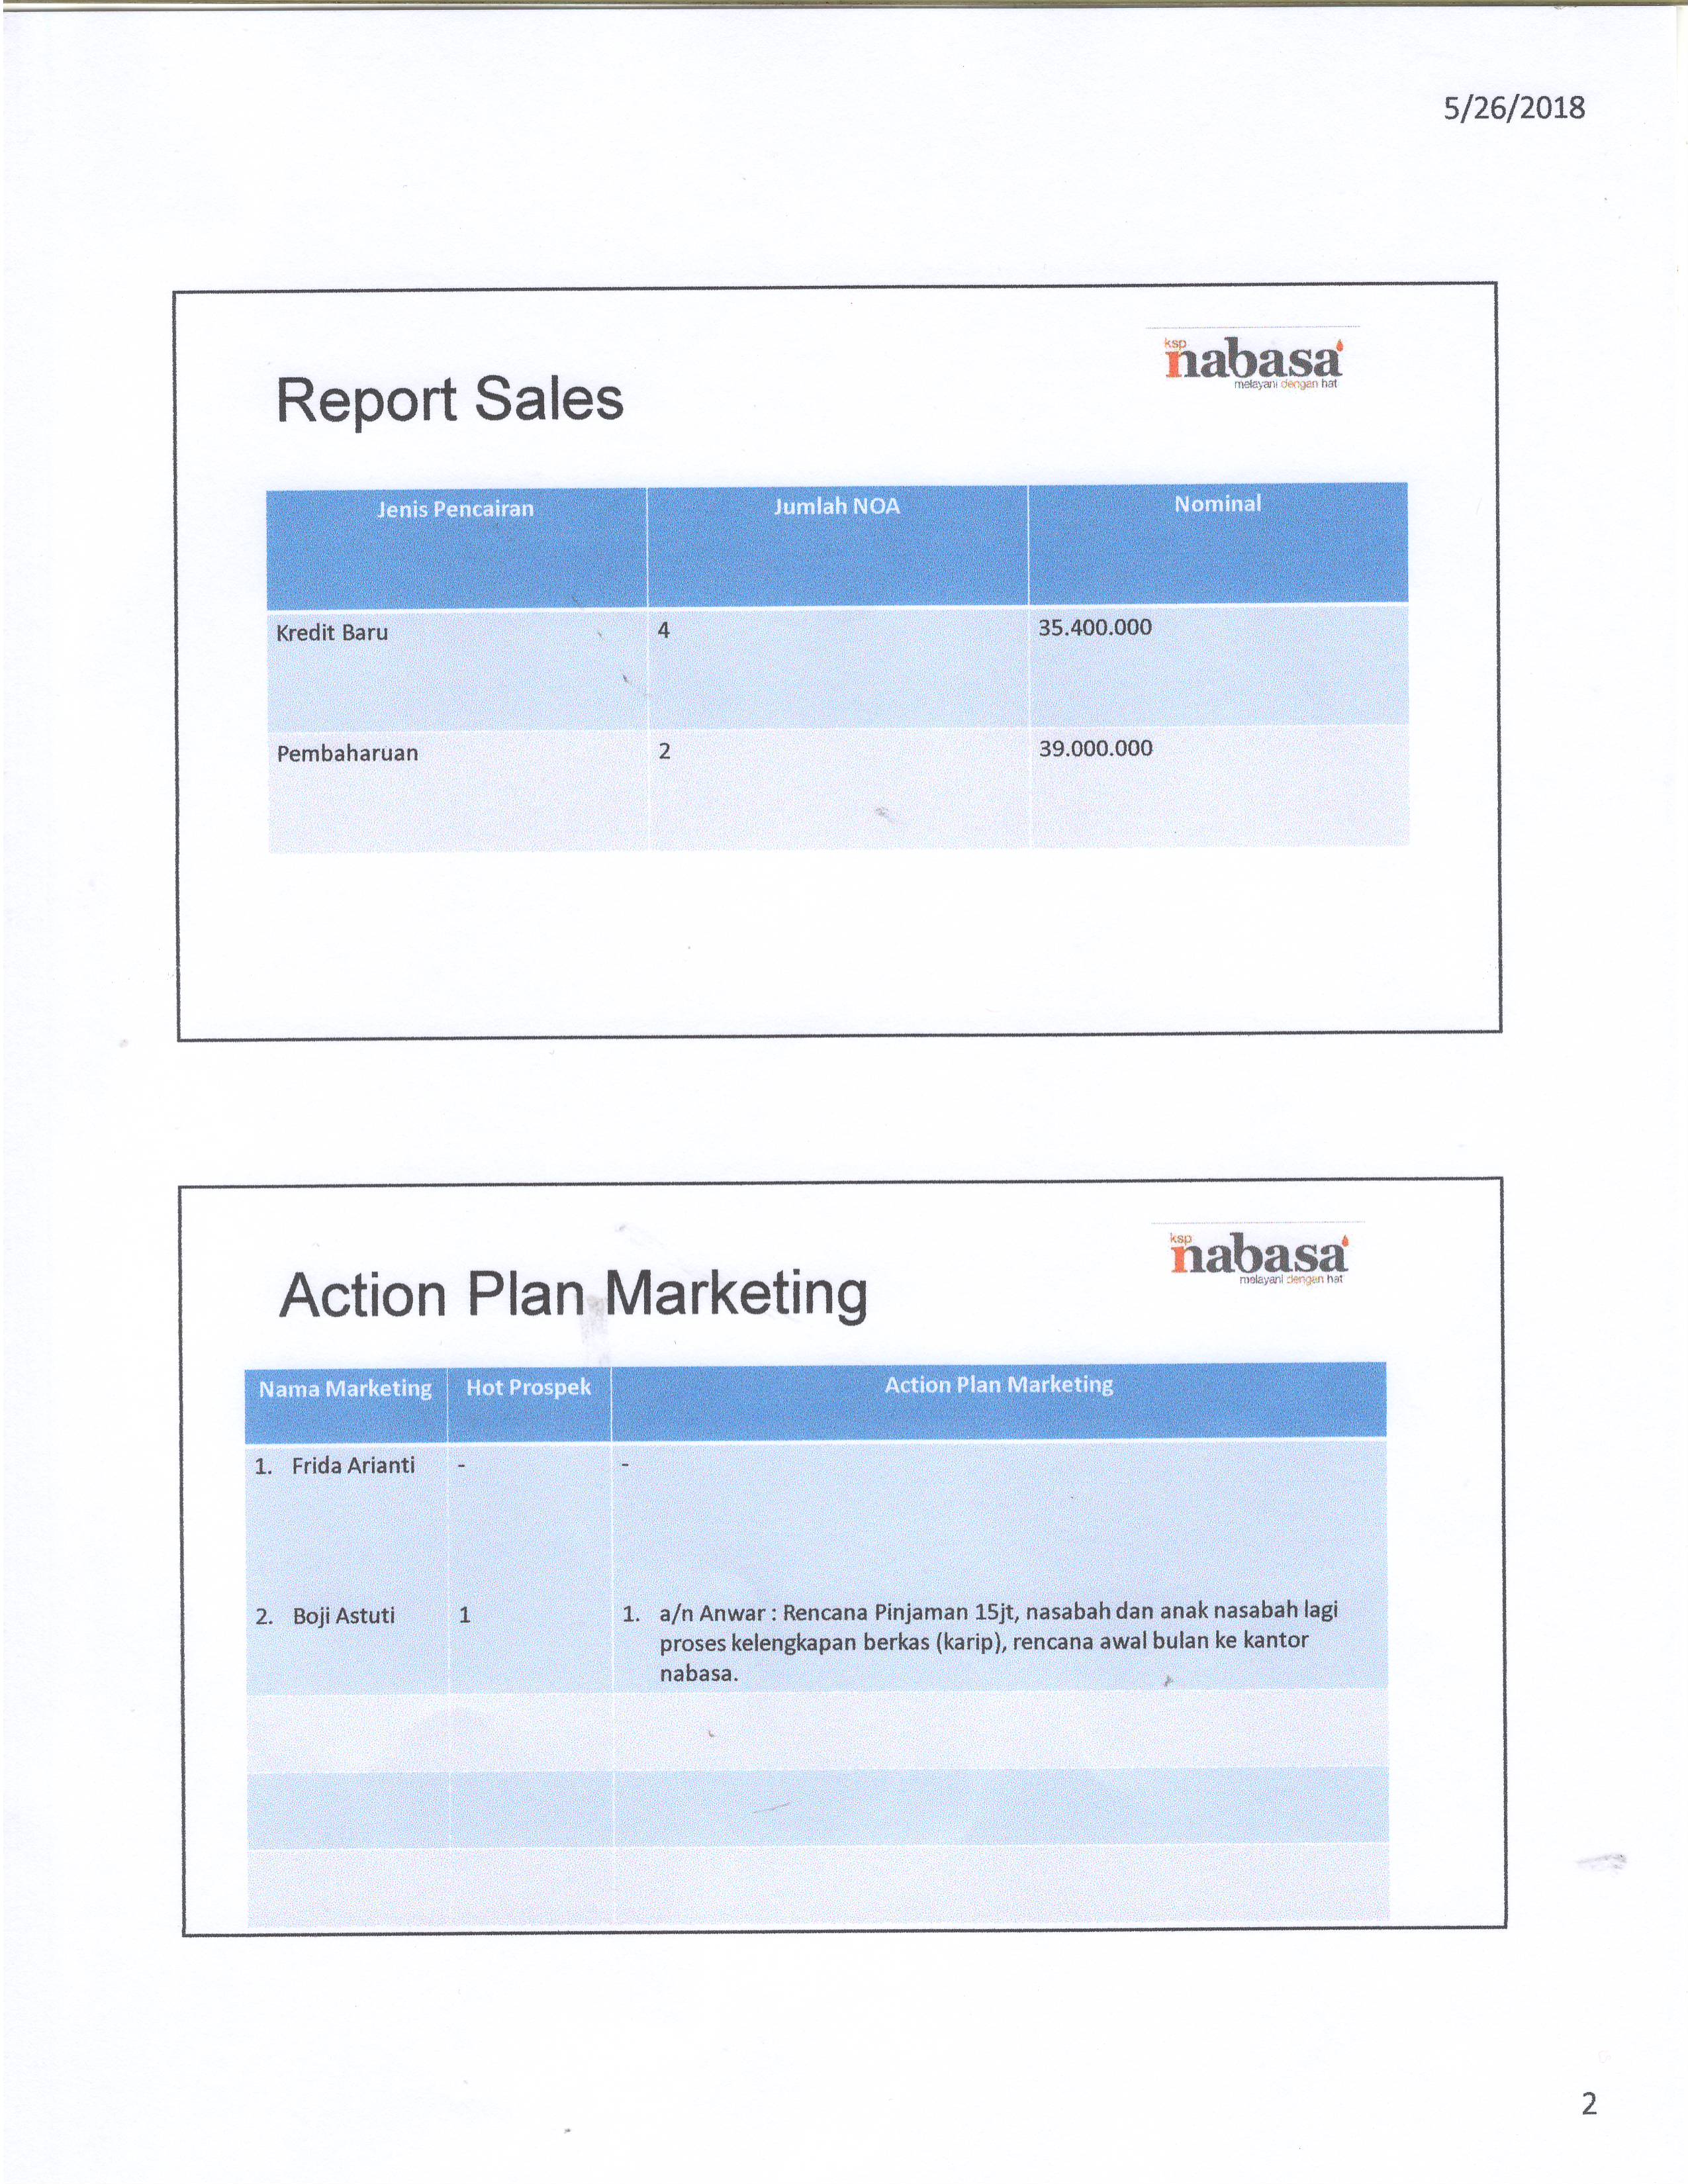 5/26/2018
ksp
nabasa
melayani dengan hat
Report Sales
Jenis Pencairan Jumlah NOA Nominal
Kredit Baru 4 35.400.000
Pembaharuan 2 39.000.000
ksp
nabasa
melayani dengan hat
Action Plan Marketing
Nama Marketing Hot Prospek Action Plan Marketing
1. Frida Arianti - -
2. Boji Astuti 1 1. a/n Anwar : Rencana Pinjaman 15jt, nasabah dan anak nasabah lagi
proses kelengkapan berkas (karip), rencana awal bulan ke kantor
nabasa.
2